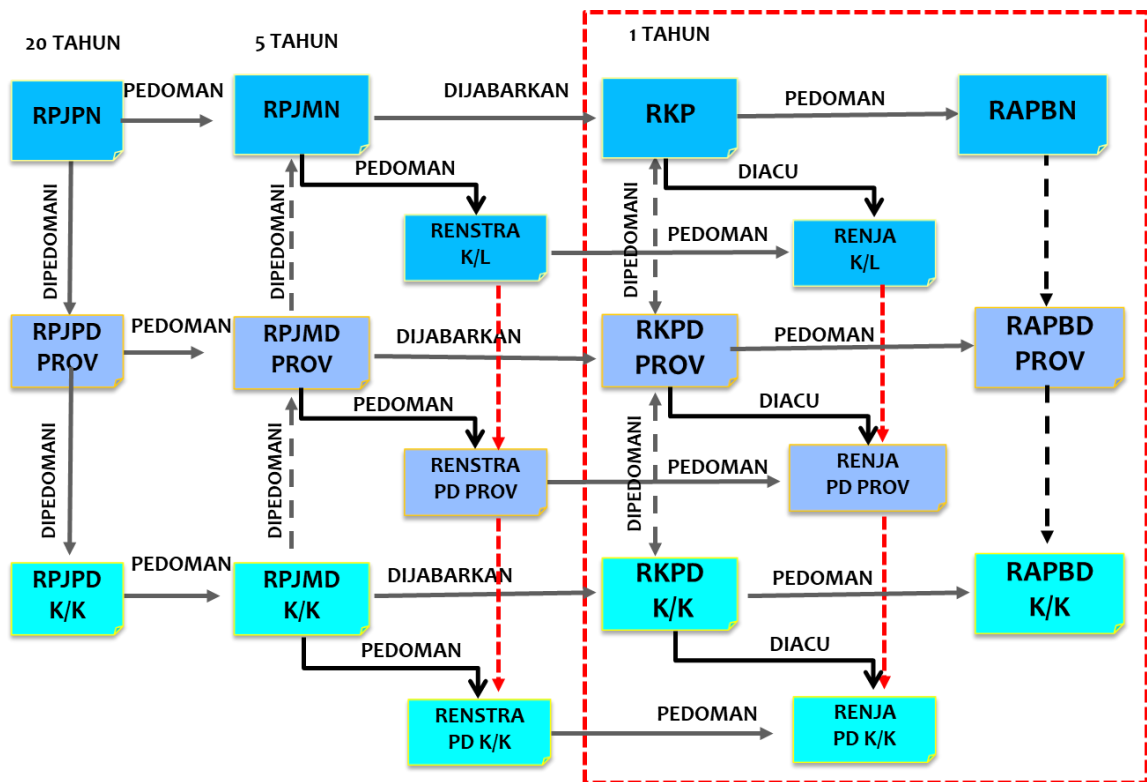 20 TAHUN
5 TAHUN
1 TAHUN
RPJPN
PEDOMAN
RPJMN
DIJABARKAN
RKP
PEDOMAN
RAPBN
DIPEDOMANI
DIPEDOMANI
PEDOMAN
RENSTRA
K/L
PEDOMAN
DIPEDOMANI
DIACU
RENJA
K/L
RPJPD
PROV
PEDOMAN
RPJMD
PROV
DIJABARKAN
RKPD
PROV
PEDOMAN
RAPBD
PROV
DIPEDOMANI
DIPEDOMANI
PEDOMAN
RENSTRA
PD PROV
PEDOMAN
DIPEDOMANI
DIACU
RENJA
PD PROV
RPJPD
K/K
PEDOMAN
RPJMD
K/K
DIJABARKAN
RKPD
K/K
PEDOMAN
RAPBD
K/K
PEDOMAN
RENSTRA
PD K/K
PEDOMAN
DIACU
RENJA
PD K/K